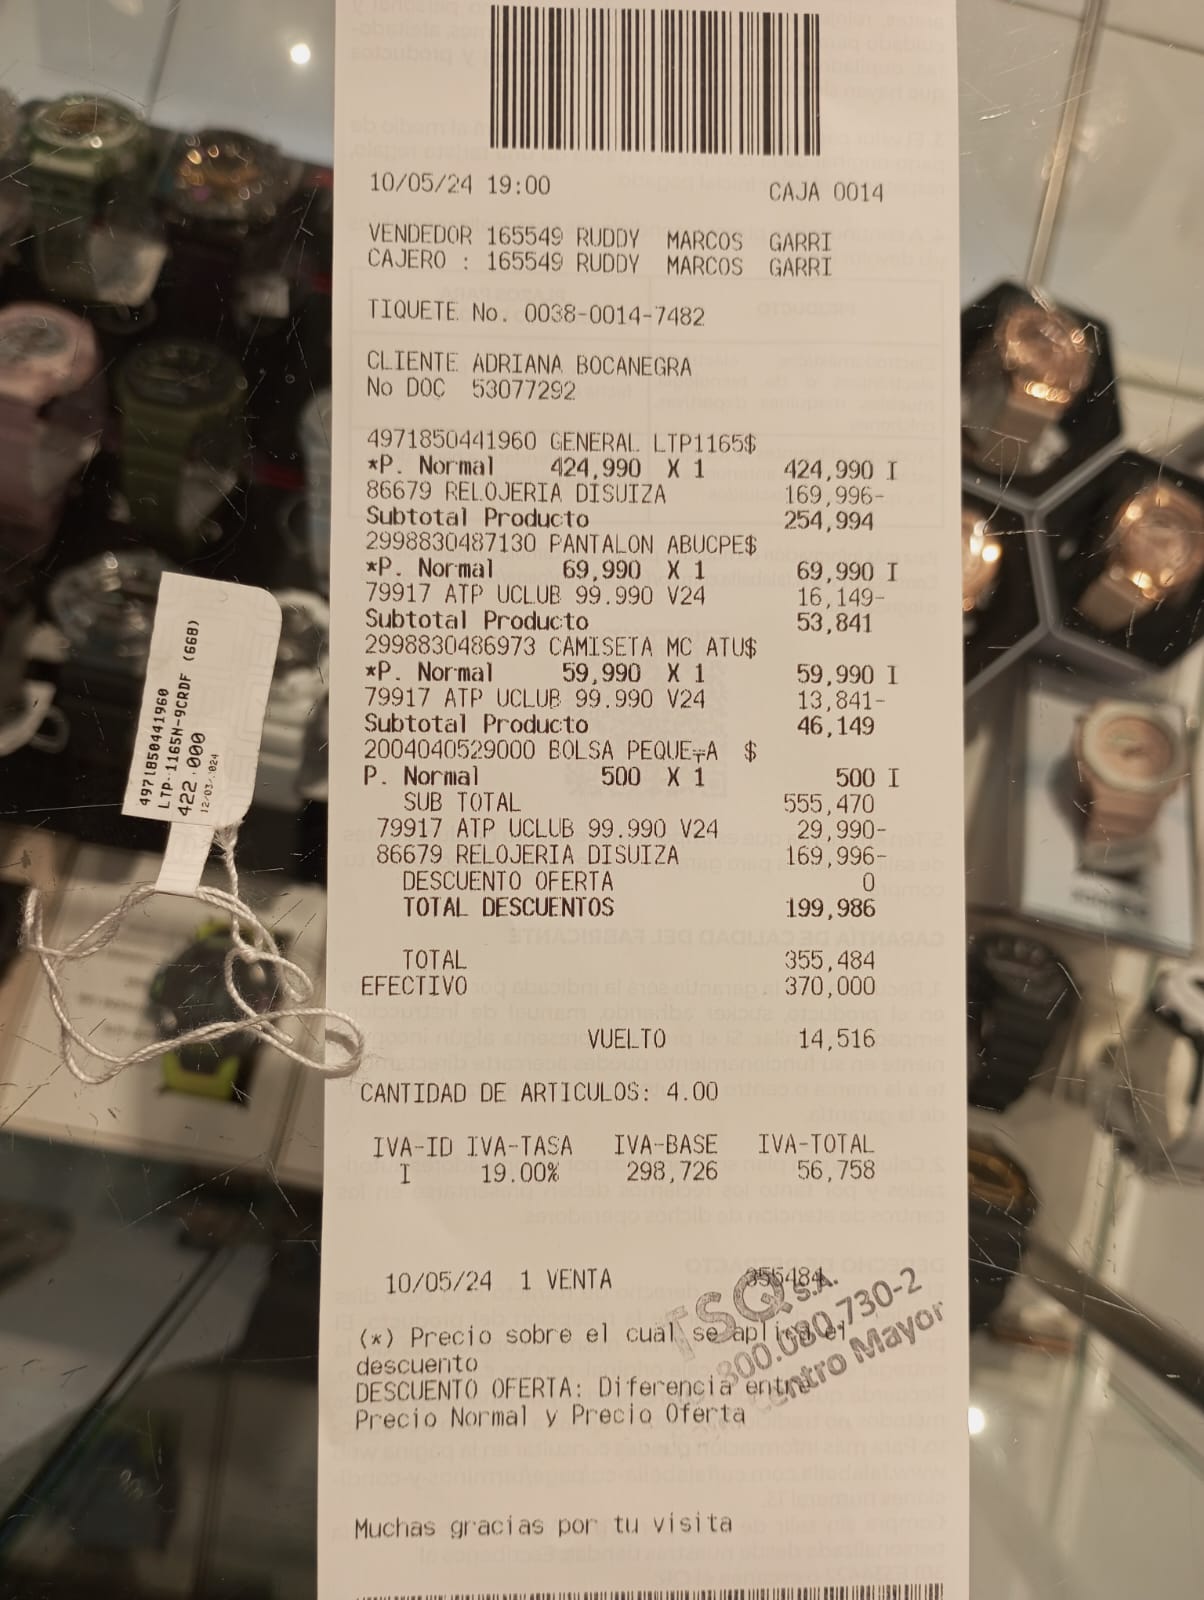 10/05/24 19:00 CAJA 0014
VENDEDOR 165549 RUDDY MARCOS GARRI
CAJERO : 165549 RUDDY MARCOS GARRI
TIQUETE No. 0038-0014-7482
CLIENTE ADRIANA BOCANEGRA
No DOC 53077292
4971850441960 GENERAL LTP1165$
*P. Normal 424,990 X 1 424,990 I
86679 RELOJERIA DISUIZA 169,996-
Subtotal Producto 254,994
2998830487130 PANTALON ABUCPE$
*P. Normal 69,990 X 1 69,990 I
79917 ATP UCLUB 99.990 V24 16,149-
Subtotal Producto 53,841
2998830486973 CAMISETA MC ATU$
*P. Normal 59,990 X 1 59,990 I
79917 ATP UCLUB 99.990 V24 13,841-
Subtotal Producto 46,149
2004040529000 BOLSA PEQUE┬A $
P. Normal 500 X 1 500 I
SUB TOTAL 555,470
79917 ATP UCLUB 99.990 V24 29,990-
86679 RELOJERIA DISUIZA 169,996-
DESCUENTO OFERTA 0
TOTAL DESCUENTOS 199,986
TOTAL 355,484
EFECTIVO 370,000
VUELTO 14,516
CANTIDAD DE ARTICULOS: 4.00
IVA-ID IVA-TASA IVA-BASE IVA-TOTAL
I 19.00% 298,726 56,758
10/05/24 1 VENTA 355484
(*) Precio sobre el cual se aplica el
descuento
DESCUENTO OFERTA: Diferencia entre
Precio Normal y Precio Oferta
Muchas gracias por tu visita
S.A.
800.080.730-2
Centro Mayor
4971850441960
LTP-1165N-9CRDF (668)
422.000